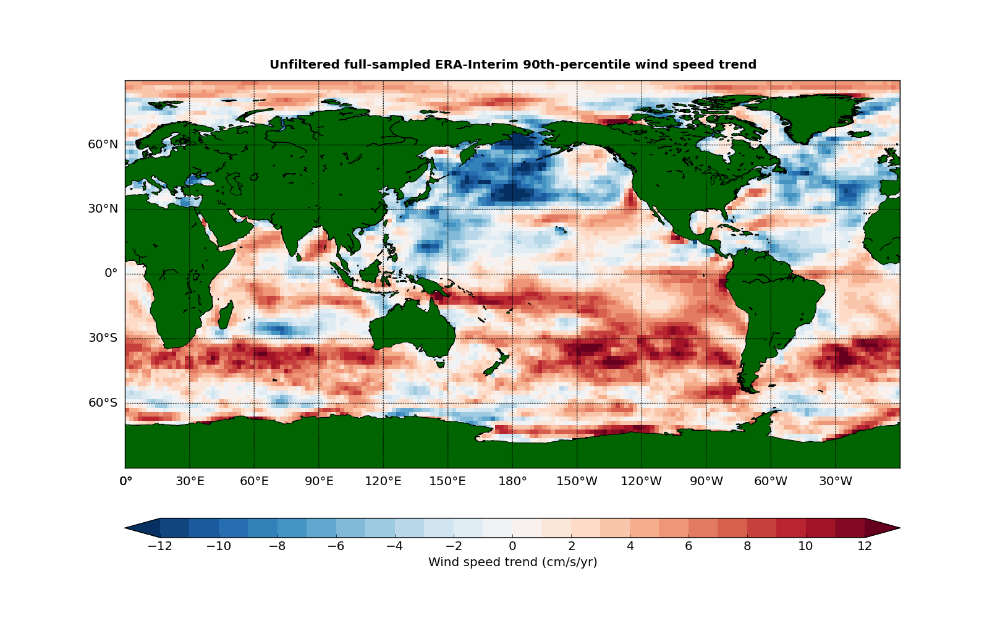 Unfiltered full-sampled ERA-Interim 90th-percentile wind speed trend
60°N
30°N
0°
30°S
60°S
0° 30°E 60°E 90°E 120°E 150°E 180° 150°W 120°W 90°W 60°W 30°W
−12 −10 −8 −6 −4 −2 0 2 4 6 8 10 12
Wind speed trend (cm/s/yr)